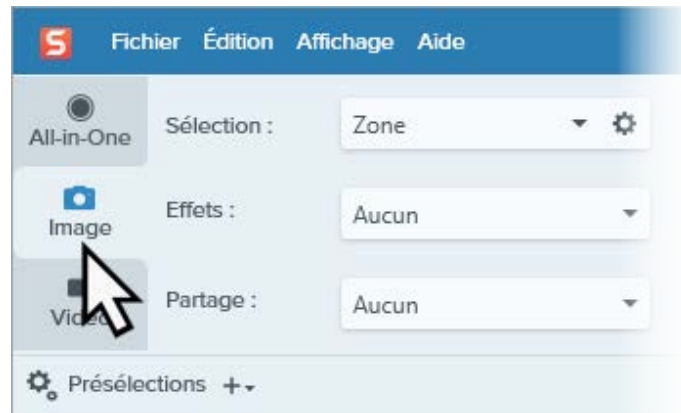 S Fichier Édition Affichage Aide
All-in-One Sélection : Zone
Image Effets : Aucun
Partage : Aucun
Présélections +